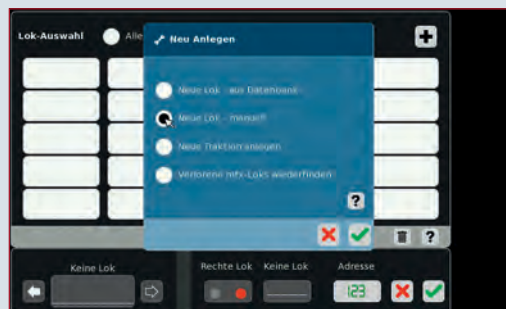 Lok-Auswahl
Alle
Neu Anlegen
Neue Lok - aus Datenbank
Neue Lok - manuell
Neue Traktion anlegen
Verlorene mfx-Loks wiederfinden
?
?
Keine Lok
Rechte Lok
Keine Lok
Adresse
123